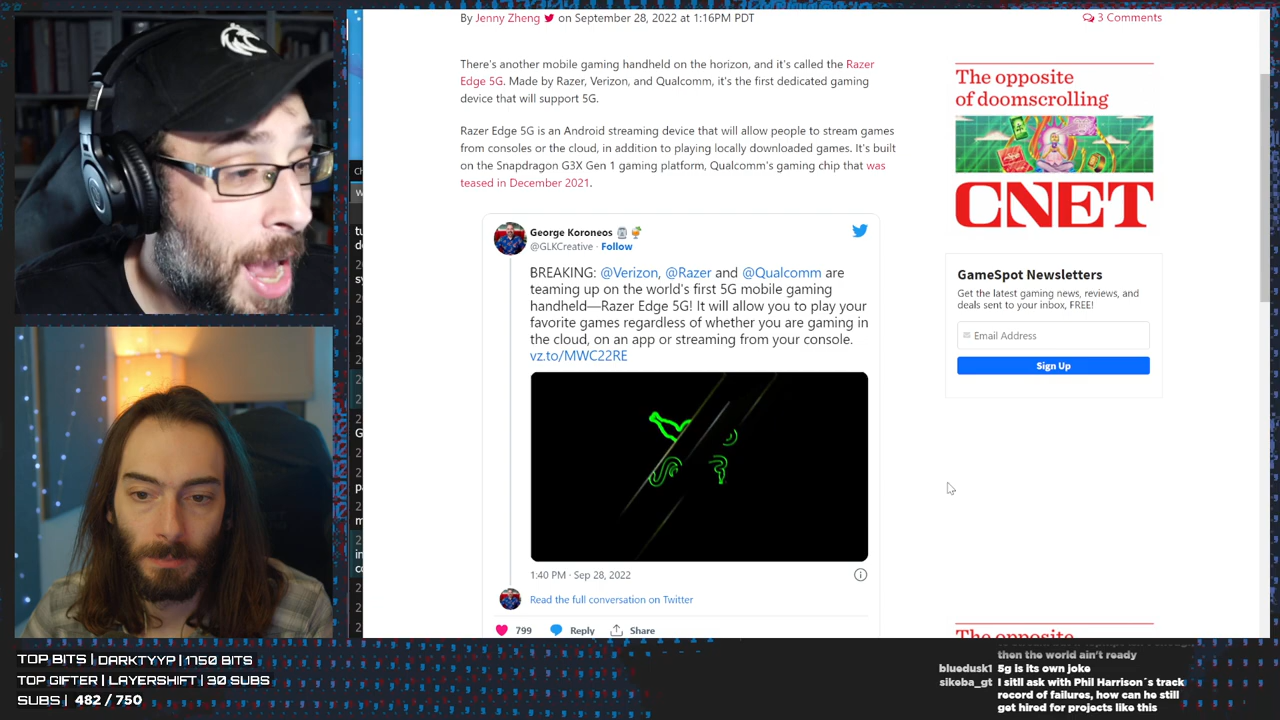 By Jenny Zheng on September 28, 2022 at 1:16PM PDT
3 Comments
There's another mobile gaming handheld on the horizon, and it's called the Razer
Edge 5G. Made by Razer, Verizon, and Qualcomm, it's the first dedicated gaming
device that will support 5G.
Razer Edge 5G is an Android streaming device that will allow people to stream games
from consoles or the cloud, in addition to playing locally downloaded games. It's built
on the Snapdragon G3X Gen 1 gaming platform, Qualcomm's gaming chip that was
teased in December 2021.
George Koroneos
@GLKCreative · Follow
BREAKING: @Verizon, @Razer and @Qualcomm are
teaming up on the world's first 5G mobile gaming
handheld—Razer Edge 5G! It will allow you to play your
favorite games regardless of whether you are gaming in
the cloud, on an app or streaming from your console.
vz.to/MWC22RE
1:40 PM · Sep 28, 2022
Read the full conversation on Twitter
799 Reply Share
The opposite
of doomscrolling
CNET
GameSpot Newsletters
Get the latest gaming news, reviews, and
deals sent to your inbox, FREE!
Email Address
Sign Up
The opposite
TOP BITS | DARKTYYP | 1750 BITS
TOP GIFTER | LAYERSHIFT | 30 SUBS
SUBS | 482 / 750
then the world ain't ready
bluedusk1 5g is its own joke
sikeba_gt I sitll ask with Phil Harrison´s track
record of failures, how can he still
get hired for projects like this